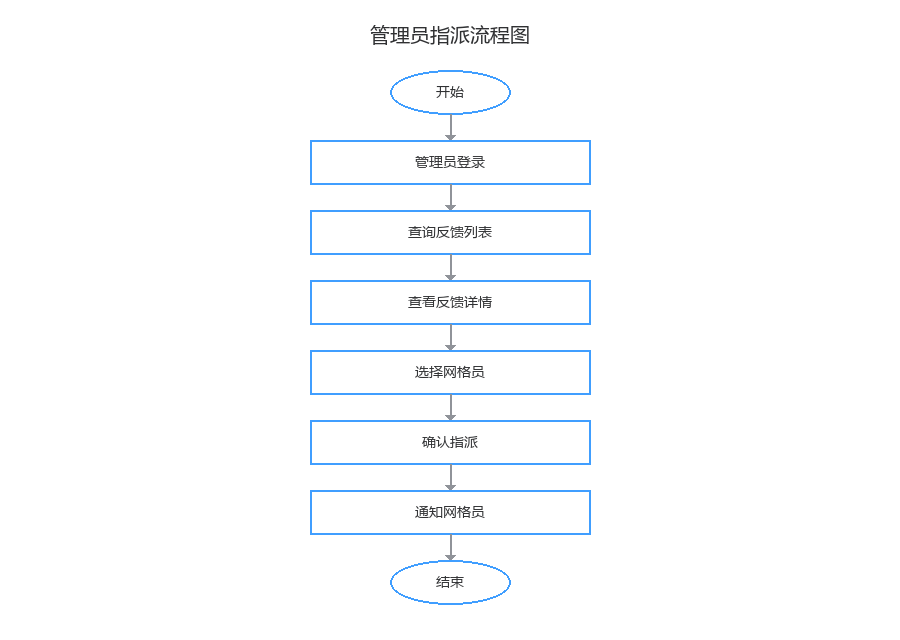 管理员指派流程图
开始
管理员登录
查询反馈列表
查看反馈详情
选择网格员
确认指派
通知网格员
结束